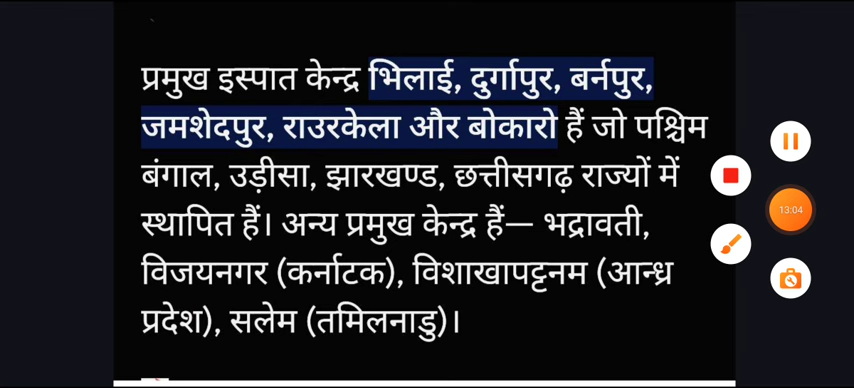 प्रमुख इस्पात केन्द्र भिलाई, दुर्गापुर, बर्नपुर,
जमशेदपुर, राउरकेला और बोकारो हैं जो पश्चिम
बंगाल, उड़ीसा, झारखण्ड, छत्तीसगढ़ राज्यों में
स्थापित हैं। अन्य प्रमुख केन्द्र हैं— भद्रावती,
विजयनगर (कर्नाटक), विशाखापट्टनम (आन्ध्र
प्रदेश), सलेम (तमिलनाडु)।
13:04